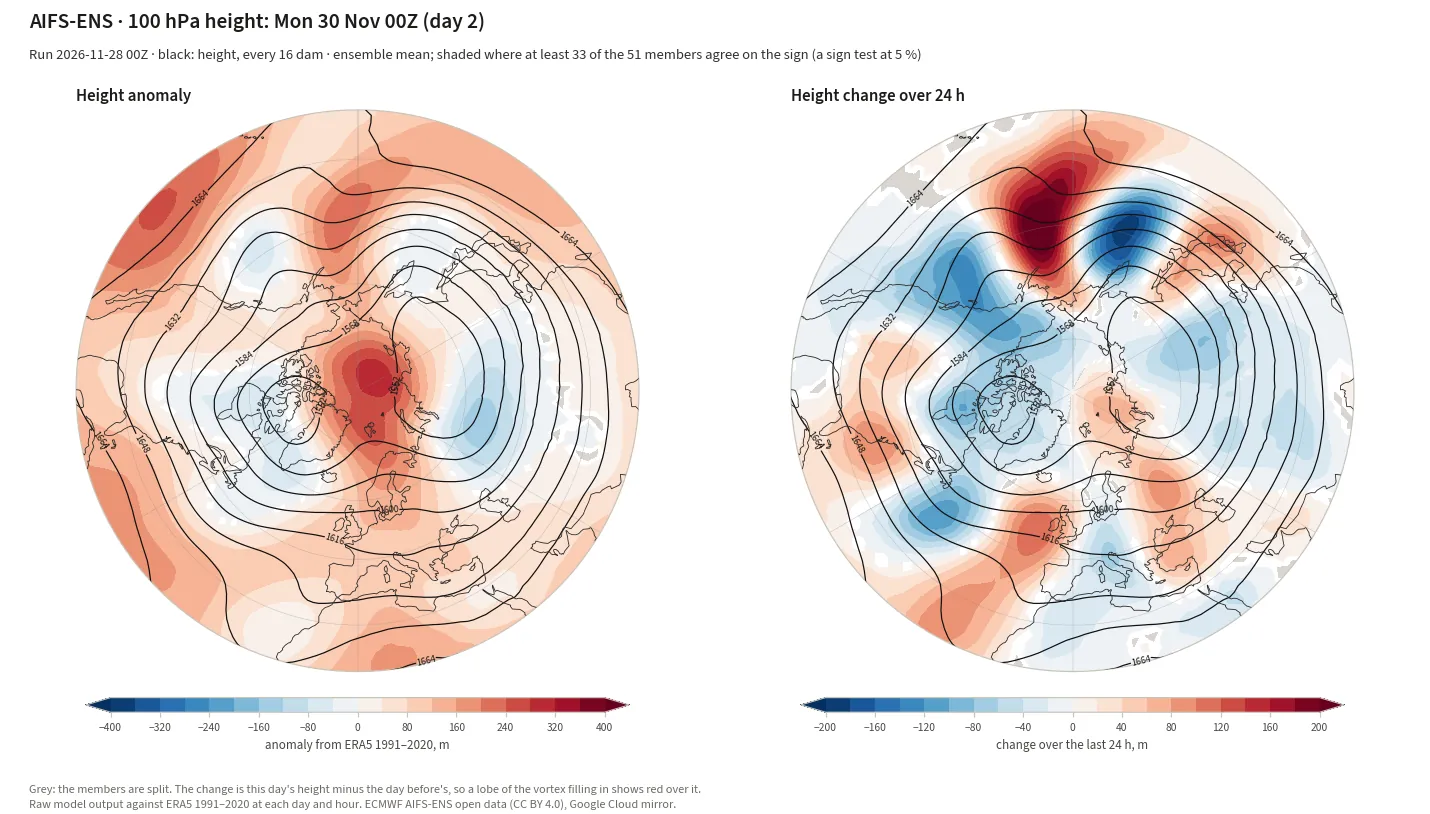 AIFS-ENS · 100 hPa height: Mon 30 Nov 00Z (day 2)
Run 2026-11-28 00Z · black: height, every 16 dam · ensemble mean; shaded where at least 33 of the 51 members agree on the sign (a sign test at 5 %)
Height anomaly
Height change over 24 h
1664
1664
1632
1568
1584
1648
1600
1616
1664
1664
1664
1632
1568
1584
1648
1600
1616
1664
−400 −320 −240 −160 −80 0 80 160 240 320 400
anomaly from ERA5 1991–2020, m
−200 −160 −120 −80 −40 0 40 80 120 160 200
change over the last 24 h, m
Grey: the members are split. The change is this day's height minus the day before's, so a lobe of the vortex filling in shows red over it.
Raw model output against ERA5 1991–2020 at each day and hour. ECMWF AIFS-ENS open data (CC BY 4.0), Google Cloud mirror.